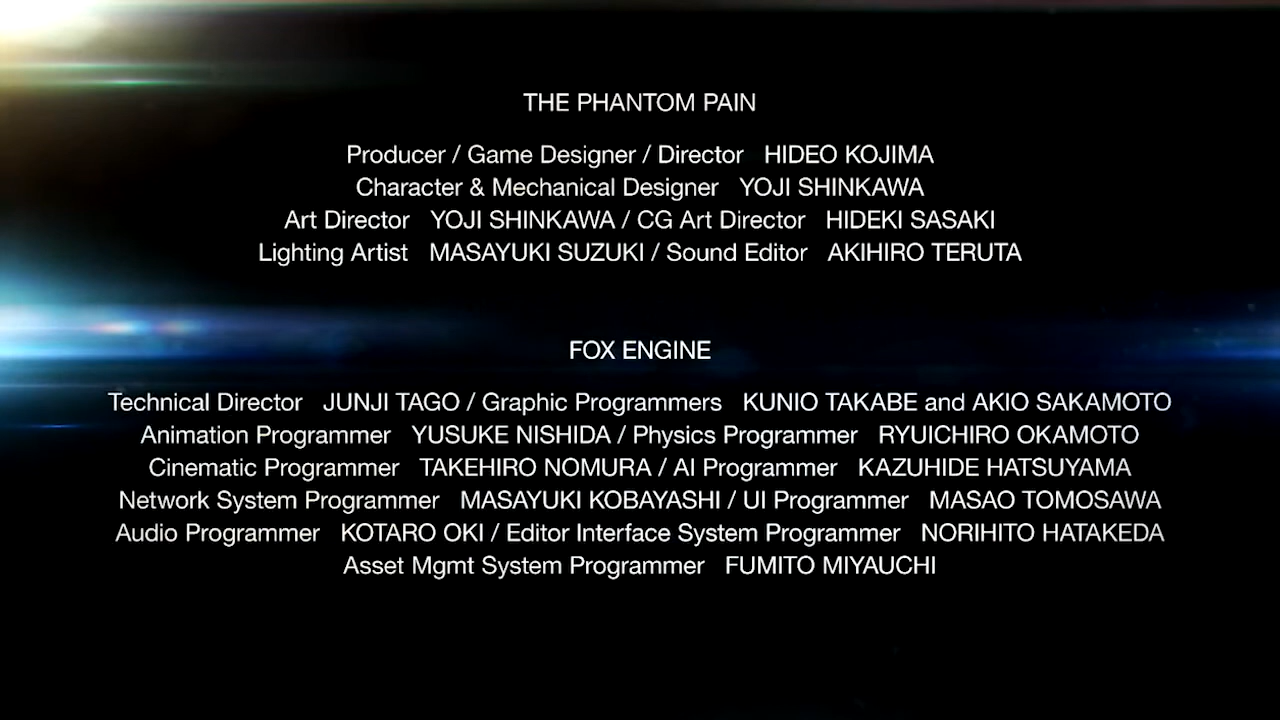 THE PHANTOM PAIN
Producer / Game Designer / Director HIDEO KOJIMA
Character & Mechanical Designer YOJI SHINKAWA
Art Director YOJI SHINKAWA / CG Art Director HIDEKI SASAKI
Lighting Artist MASAYUKI SUZUKI / Sound Editor AKIHIRO TERUTA
FOX ENGINE
Technical Director JUNJI TAGO / Graphic Programmers KUNIO TAKABE and AKIO SAKAMOTO
Animation Programmer YUSUKE NISHIDA / Physics Programmer RYUICHIRO OKAMOTO
Cinematic Programmer TAKEHIRO NOMURA / AI Programmer KAZUHIDE HATSUYAMA
Network System Programmer MASAYUKI KOBAYASHI / UI Programmer MASAO TOMOSAWA
Audio Programmer KOTARO OKI / Editor Interface System Programmer NORIHITO HATAKEDA
Asset Mgmt System Programmer FUMITO MIYAUCHI